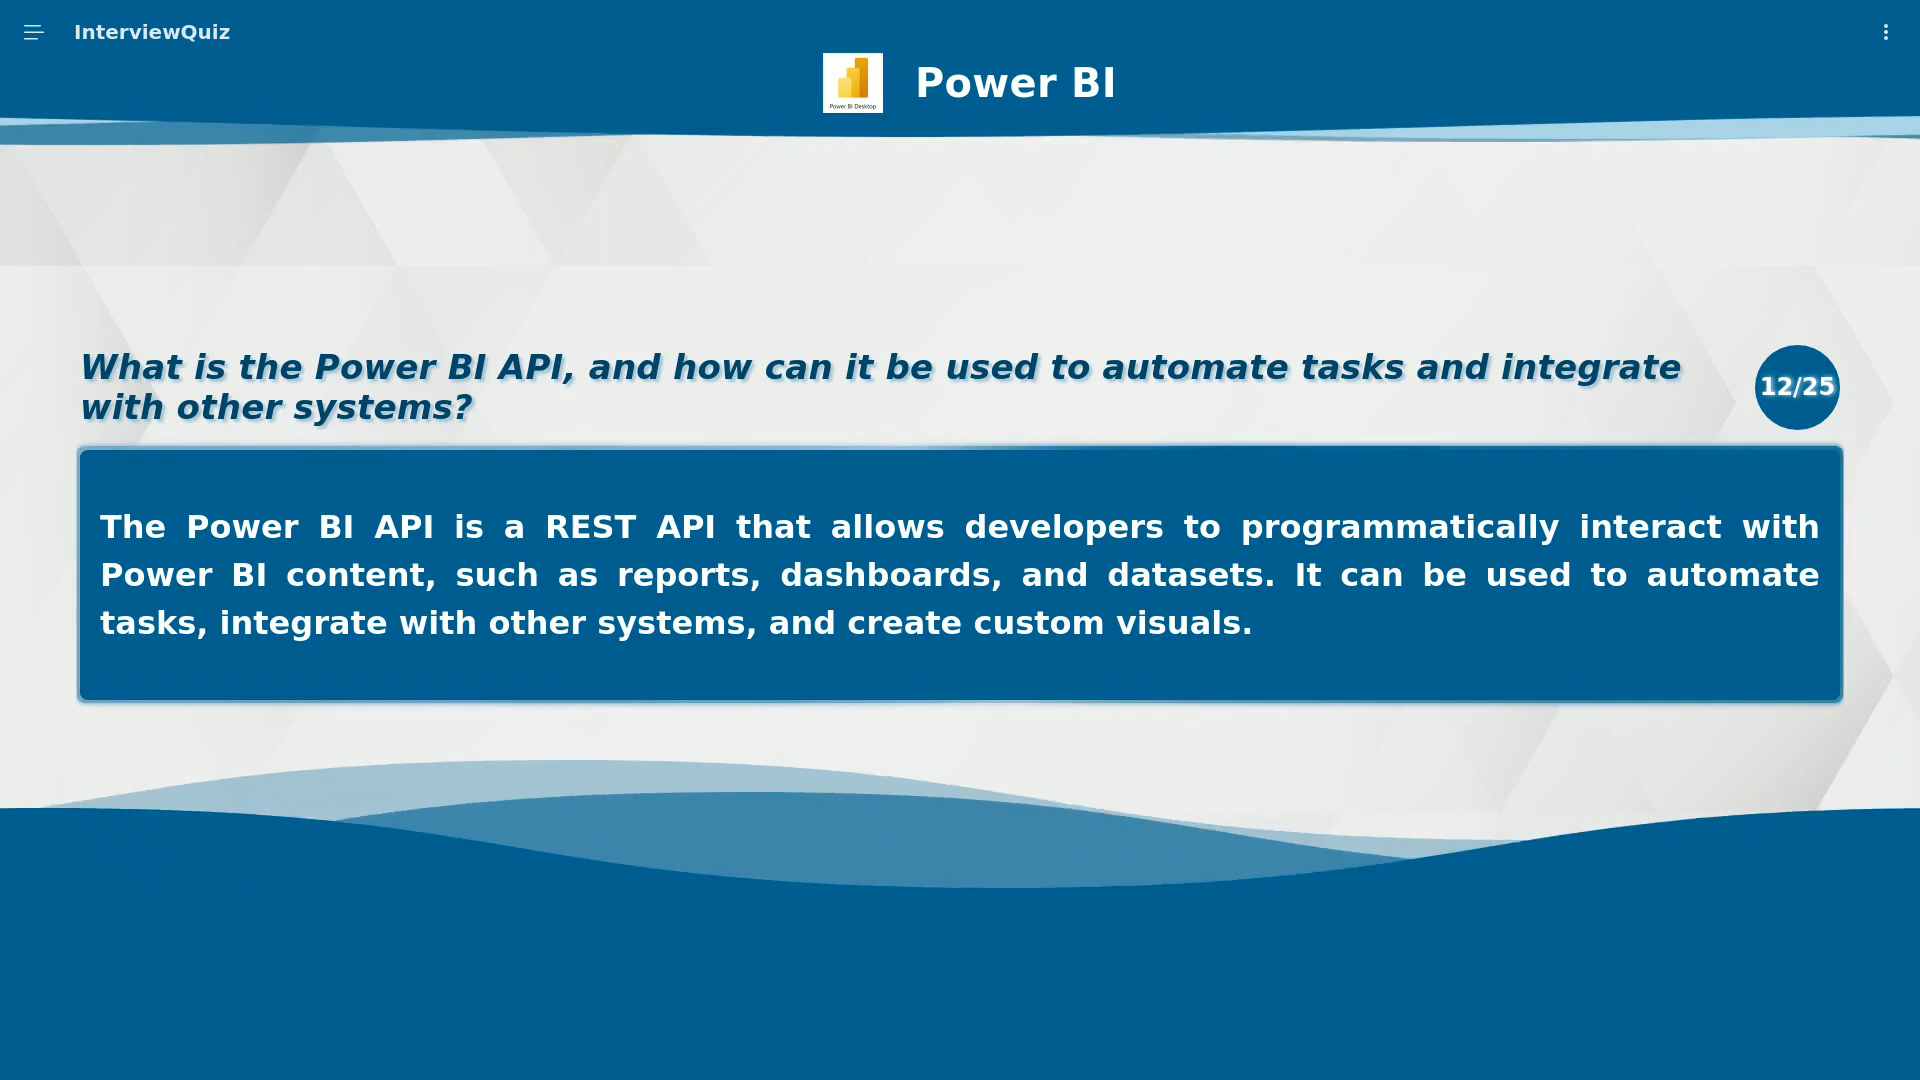 InterviewQuiz
Power BI Desktop
Power BI
What is the Power BI API, and how can it be used to automate tasks and integrate
with other systems?
12/25
The Power BI API is a REST API that allows developers to programmatically interact with
Power BI content, such as reports, dashboards, and datasets. It can be used to automate
tasks, integrate with other systems, and create custom visuals.